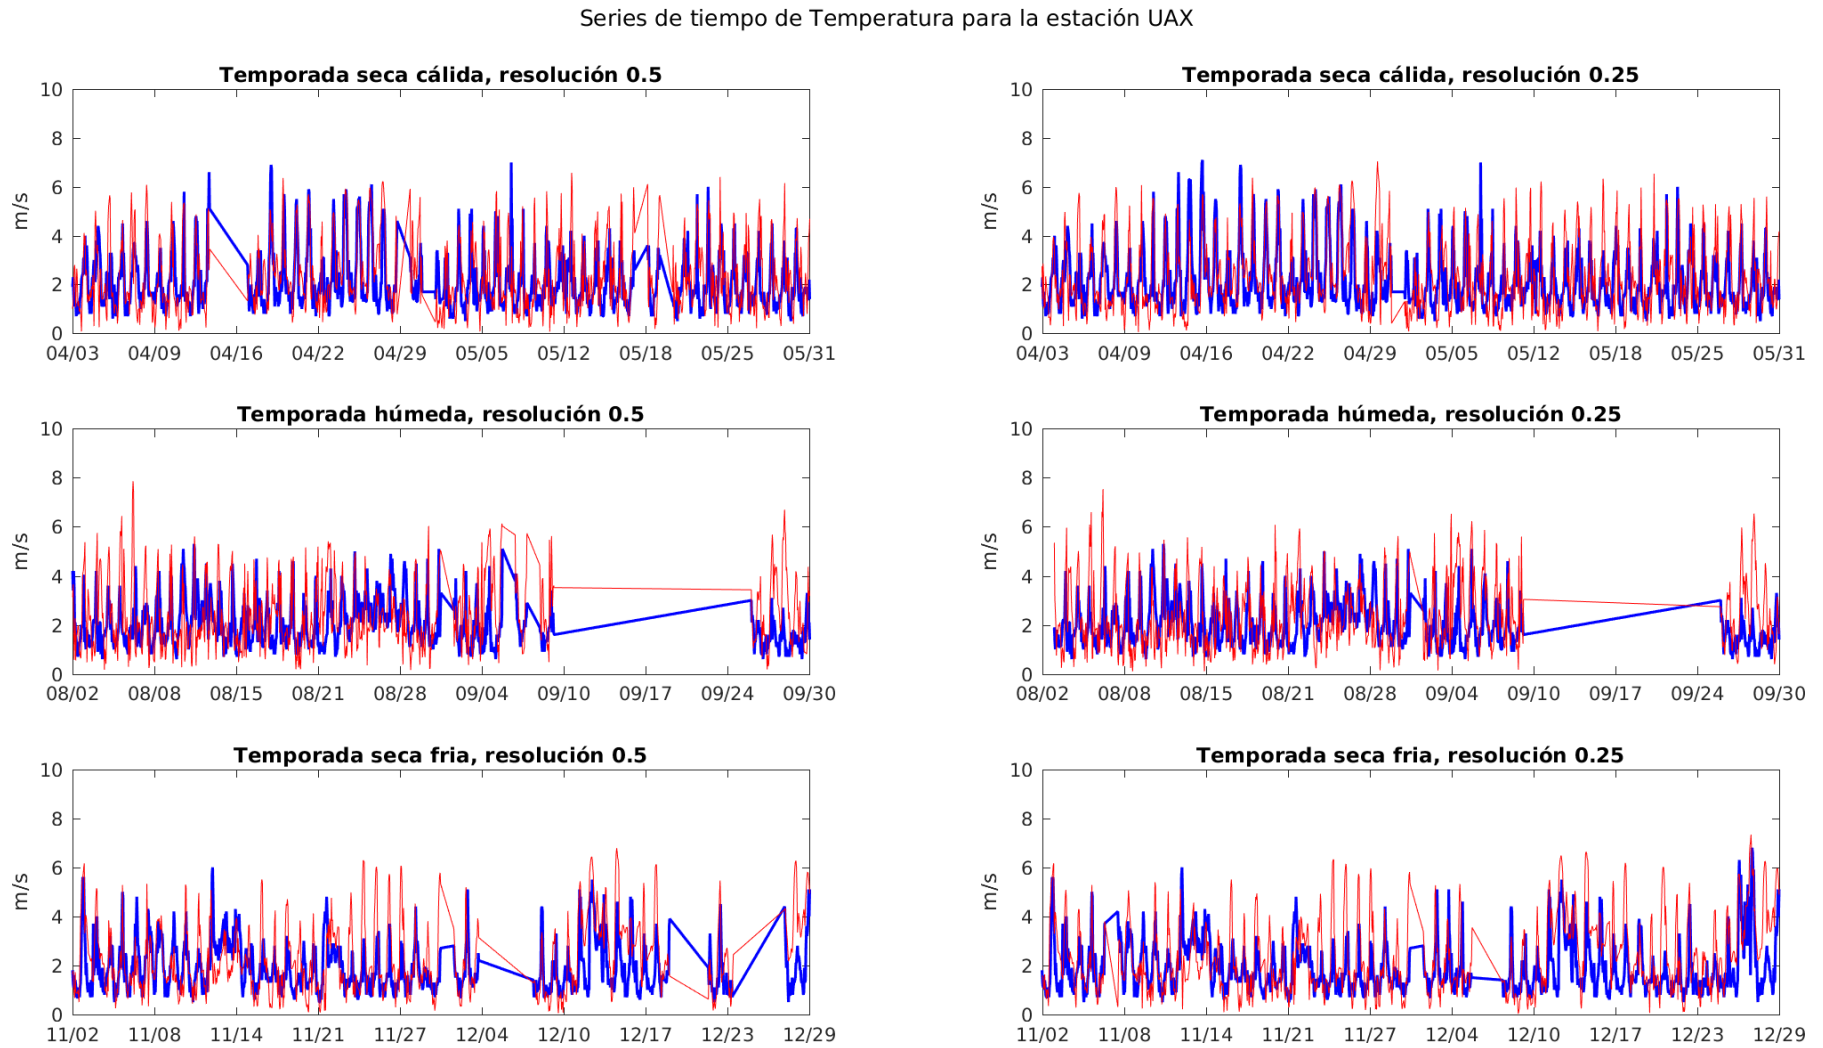 Series de tiempo de Temperatura para la estación UAX
Temporada seca cálida, resolución 0.5
10
8
6
4
2
0
m/s
04/03 04/09 04/16 04/22 04/29 05/05 05/12 05/18 05/25 05/31
Temporada seca cálida, resolución 0.25
10
8
6
4
2
0
m/s
04/03 04/09 04/16 04/22 04/29 05/05 05/12 05/18 05/25 05/31
Temporada húmeda, resolución 0.5
10
8
6
4
2
0
m/s
08/02 08/08 08/15 08/21 08/28 09/04 09/10 09/17 09/24 09/30
Temporada húmeda, resolución 0.25
10
8
6
4
2
0
m/s
08/02 08/08 08/15 08/21 08/28 09/04 09/10 09/17 09/24 09/30
Temporada seca fria, resolución 0.5
10
8
6
4
2
0
m/s
11/02 11/08 11/14 11/21 11/27 12/04 12/10 12/17 12/23 12/29
Temporada seca fria, resolución 0.25
10
8
6
4
2
0
m/s
11/02 11/08 11/14 11/21 11/27 12/04 12/10 12/17 12/23 12/29